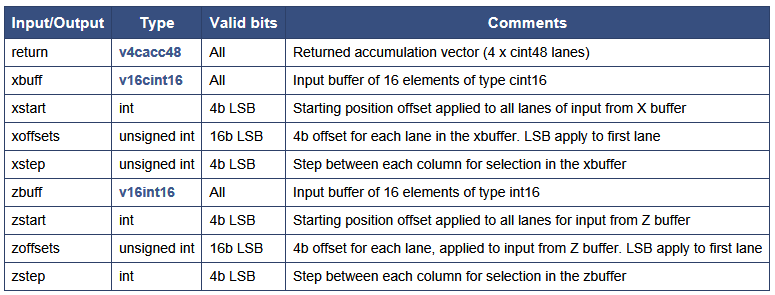 Input/Output Type Valid bits Comments
return v4cacc48 All Returned accumulation vector (4 x cint48 lanes)
xbuff v16cint16 All Input buffer of 16 elements of type cint16
xstart int 4b LSB Starting position offset applied to all lanes of input from X buffer
xoffsets unsigned int 16b LSB 4b offset for each lane in the xbuffer. LSB apply to first lane
xstep unsigned int 4b LSB Step between each column for selection in the xbuffer
zbuff v16int16 All Input buffer of 16 elements of type int16
zstart int 4b LSB Starting position offset applied to all lanes for input from Z buffer
zoffsets unsigned int 16b LSB 4b offset for each lane, applied to input from Z buffer. LSB apply to first lane
zstep int 4b LSB Step between each column for selection in the zbuffer